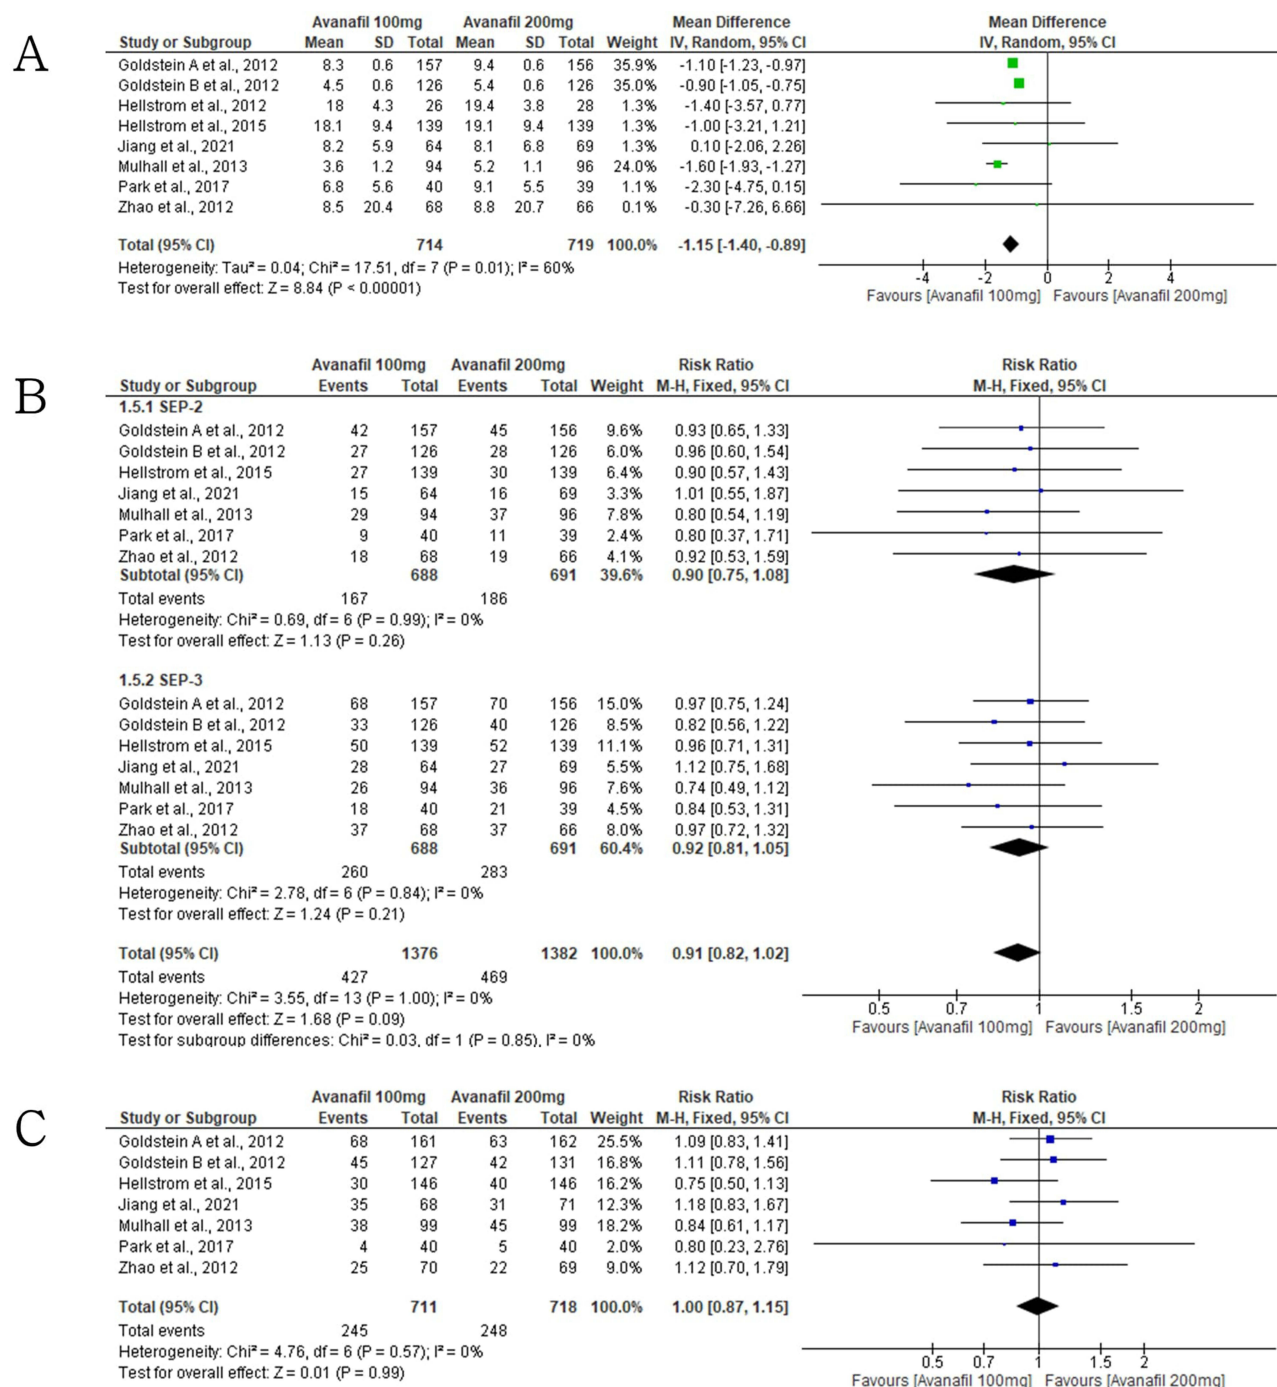 A
Avanafil 100mg Avanafil 200mg Mean Difference Mean Difference
Study or Subgroup Mean SD Total Mean SD Total Weight IV, Random, 95% CI IV, Random, 95% CI
Goldstein A et al., 2012 8.3 0.6 157 9.4 0.6 156 35.9% -1.10 [-1.23, -0.97]
Goldstein B et al., 2012 4.5 0.6 126 5.4 0.6 126 35.0% -0.90 [-1.05, -0.75]
Hellstrom et al., 2012 18 4.3 26 19.4 3.8 28 1.3% -1.40 [-3.57, 0.77]
Hellstrom et al., 2015 18.1 9.4 139 19.1 9.4 139 1.3% -1.00 [-3.21, 1.21]
Jiang et al., 2021 8.2 5.9 64 8.1 6.8 69 1.3% 0.10 [-2.06, 2.26]
Mulhall et al., 2013 3.6 1.2 94 5.2 1.1 96 24.0% -1.60 [-1.93, -1.27]
Park et al., 2017 6.8 5.6 40 9.1 5.5 39 1.1% -2.30 [-4.75, 0.15]
Zhao et al., 2012 8.5 20.4 68 8.8 20.7 66 0.1% -0.30 [-7.26, 6.66]
Total (95% CI) 714 719 100.0% -1.15 [-1.40, -0.89]
Heterogeneity: Tau² = 0.04; Chi² = 17.51, df = 7 (P = 0.01); I² = 60%
Test for overall effect: Z = 8.84 (P < 0.00001)
-4 -2 0 2 4
Favours [Avanafil 100mg] Favours [Avanafil 200mg]
B
Avanafil 100mg Avanafil 200mg Risk Ratio Risk Ratio
Study or Subgroup Events Total Events Total Weight M-H, Fixed, 95% CI M-H, Fixed, 95% CI
1.5.1 SEP-2
Goldstein A et al., 2012 42 157 45 156 9.6% 0.93 [0.65, 1.33]
Goldstein B et al., 2012 27 126 28 126 6.0% 0.96 [0.60, 1.54]
Hellstrom et al., 2015 27 139 30 139 6.4% 0.90 [0.57, 1.43]
Jiang et al., 2021 15 64 16 69 3.3% 1.01 [0.55, 1.87]
Mulhall et al., 2013 29 94 37 96 7.8% 0.80 [0.54, 1.19]
Park et al., 2017 9 40 11 39 2.4% 0.80 [0.37, 1.71]
Zhao et al., 2012 18 68 19 66 4.1% 0.92 [0.53, 1.59]
Subtotal (95% CI) 688 691 39.6% 0.90 [0.75, 1.08]
Total events 167 186
Heterogeneity: Chi² = 0.69, df = 6 (P = 0.99); I² = 0%
Test for overall effect: Z = 1.13 (P = 0.26)
1.5.2 SEP-3
Goldstein A et al., 2012 68 157 70 156 15.0% 0.97 [0.75, 1.24]
Goldstein B et al., 2012 33 126 40 126 8.5% 0.82 [0.56, 1.22]
Hellstrom et al., 2015 50 139 52 139 11.1% 0.96 [0.71, 1.31]
Jiang et al., 2021 28 64 27 69 5.5% 1.12 [0.75, 1.68]
Mulhall et al., 2013 26 94 36 96 7.6% 0.74 [0.49, 1.12]
Park et al., 2017 18 40 21 39 4.5% 0.84 [0.53, 1.31]
Zhao et al., 2012 37 68 37 66 8.0% 0.97 [0.72, 1.32]
Subtotal (95% CI) 688 691 60.4% 0.92 [0.81, 1.05]
Total events 260 283
Heterogeneity: Chi² = 2.78, df = 6 (P = 0.84); I² = 0%
Test for overall effect: Z = 1.24 (P = 0.21)
Total (95% CI) 1376 1382 100.0% 0.91 [0.82, 1.02]
Total events 427 469
Heterogeneity: Chi² = 3.55, df = 13 (P = 1.00); I² = 0%
Test for overall effect: Z = 1.68 (P = 0.09)
Test for subgroup differences: Chi² = 0.03, df = 1 (P = 0.85), I² = 0%
0.5 0.7 1 1.5 2
Favours [Avanafil 100mg] Favours [Avanafil 200mg]
C
Avanafil 100mg Avanafil 200mg Risk Ratio Risk Ratio
Study or Subgroup Events Total Events Total Weight M-H, Fixed, 95% CI M-H, Fixed, 95% CI
Goldstein A et al., 2012 68 161 63 162 25.5% 1.09 [0.83, 1.41]
Goldstein B et al., 2012 45 127 42 131 16.8% 1.11 [0.78, 1.56]
Hellstrom et al., 2015 30 146 40 146 16.2% 0.75 [0.50, 1.13]
Jiang et al., 2021 35 68 31 71 12.3% 1.18 [0.83, 1.67]
Mulhall et al., 2013 38 99 45 99 18.2% 0.84 [0.61, 1.17]
Park et al., 2017 4 40 5 40 2.0% 0.80 [0.23, 2.76]
Zhao et al., 2012 25 70 22 69 9.0% 1.12 [0.70, 1.79]
Total (95% CI) 711 718 100.0% 1.00 [0.87, 1.15]
Total events 245 248
Heterogeneity: Chi² = 4.76, df = 6 (P = 0.57); I² = 0%
Test for overall effect: Z = 0.01 (P = 0.99)
0.5 0.7 1 1.5 2
Favours [Avanafil 100mg] Favours [Avanafil 200mg]